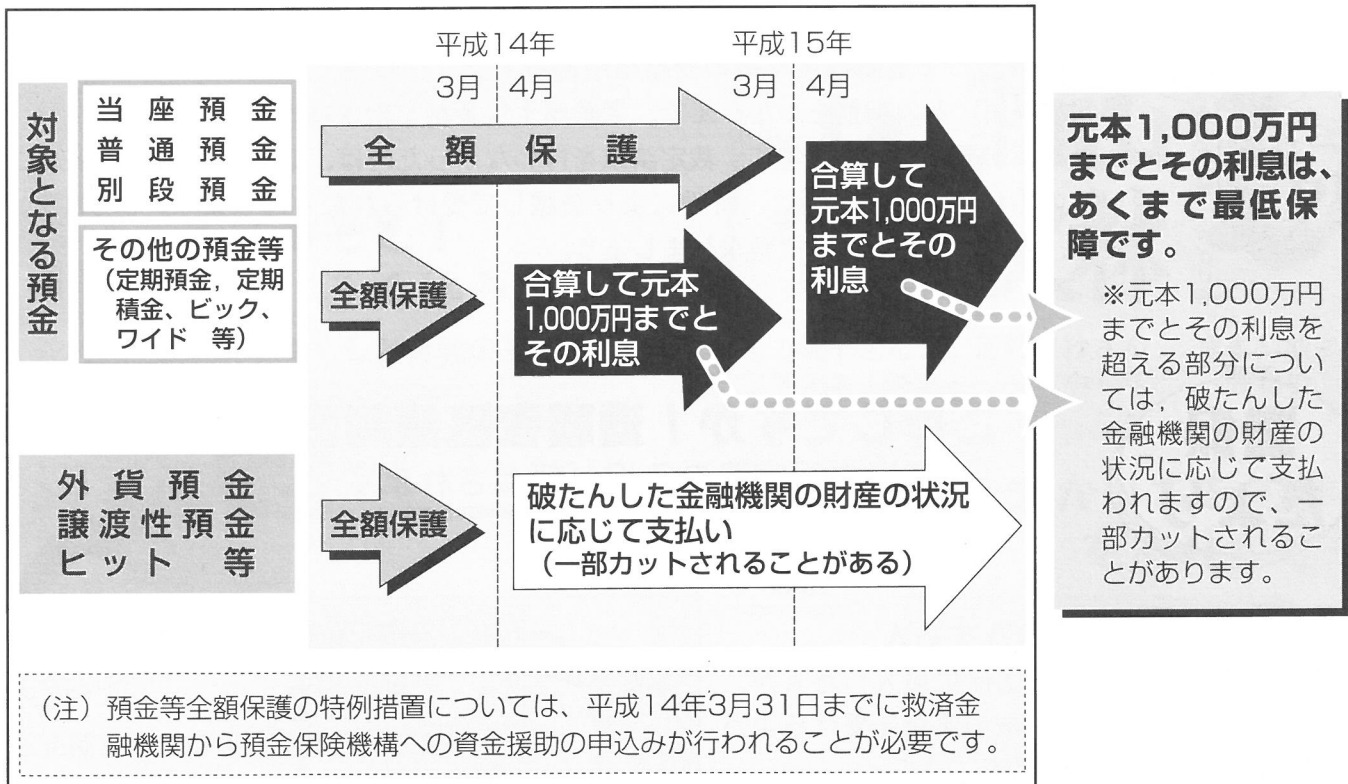 平成14年 平成15年
3月 4月 3月 4月
対象となる預金
当座預金
普通預金
別段預金
全額保護
その他の預金等
（定期預金，定期
積金、ビック、
ワイド　等）
全額保護
合算して元本
1,000万円までと
その利息
合算して
元本1,000万円
までとその
利息
外貨預金
譲渡性預金
ヒット　等
全額保護
破たんした金融機関の財産の状況
に応じて支払い
（一部カットされることがある）
（注）預金等全額保護の特例措置については、平成14年3月31日までに救済金
融機関から預金保険機構への資金援助の申込みが行われることが必要です。
元本1,000万円
までとその利息は、
あくまで最低保
障です。
※元本1,000万円
までとその利息を
超える部分につい
ては，破たんした
金融機関の財産の
状況に応じて支払
われますので、一
部カットされるこ
とがあります。